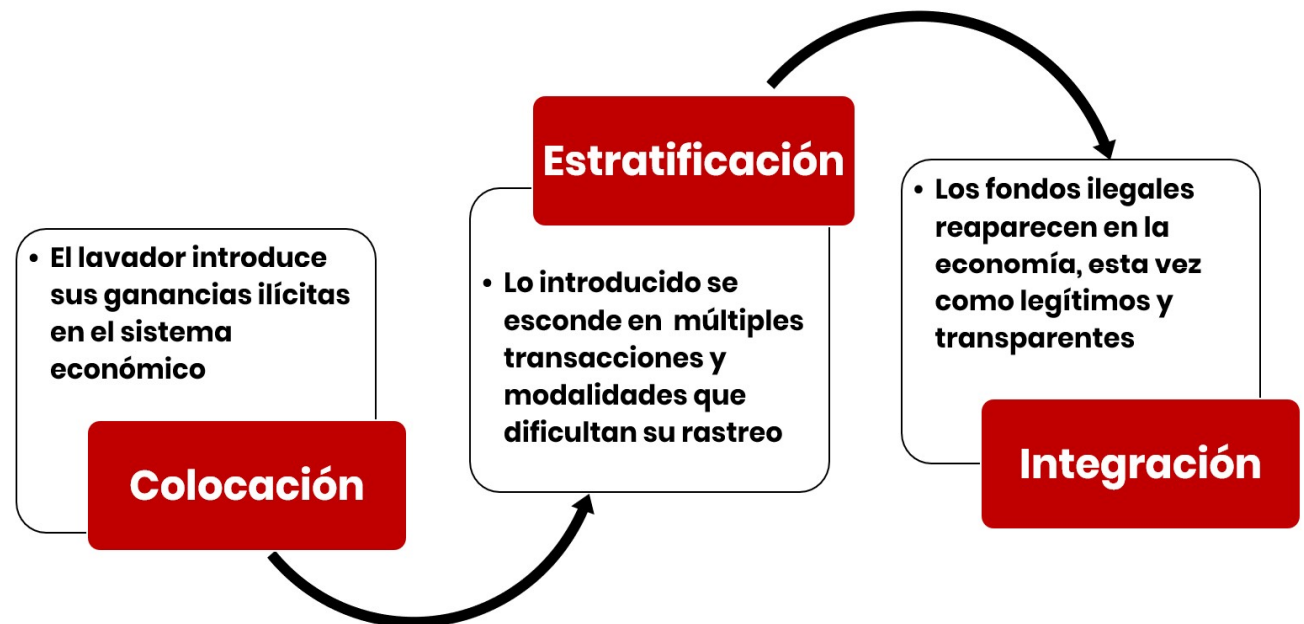 • El lavador introduce
sus ganancias ilícitas
en el sistema
económico
Colocación
Estratificación
• Lo introducido se
esconde en múltiples
transacciones y
modalidades que
dificultan su rastreo
• Los fondos ilegales
reaparecen en la
economía, esta vez
como legítimos y
transparentes
Integración